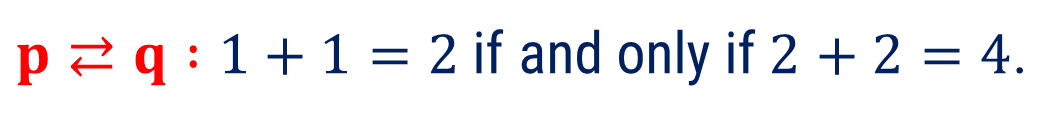 p ⇄ q : 1 + 1 = 2 if and only if 2 + 2 = 4.